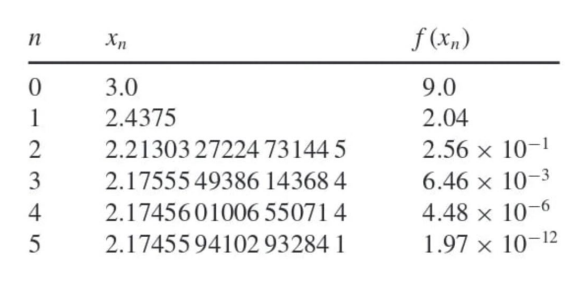 n xₙ f(xₙ)
0 3.0 9.0
1 2.4375 2.04
2 2.21303 27224 73144 5 2.56 × 10⁻¹
3 2.17555 49386 14368 4 6.46 × 10⁻³
4 2.17456 01006 55071 4 4.48 × 10⁻⁶
5 2.17455 94102 93284 1 1.97 × 10⁻¹²